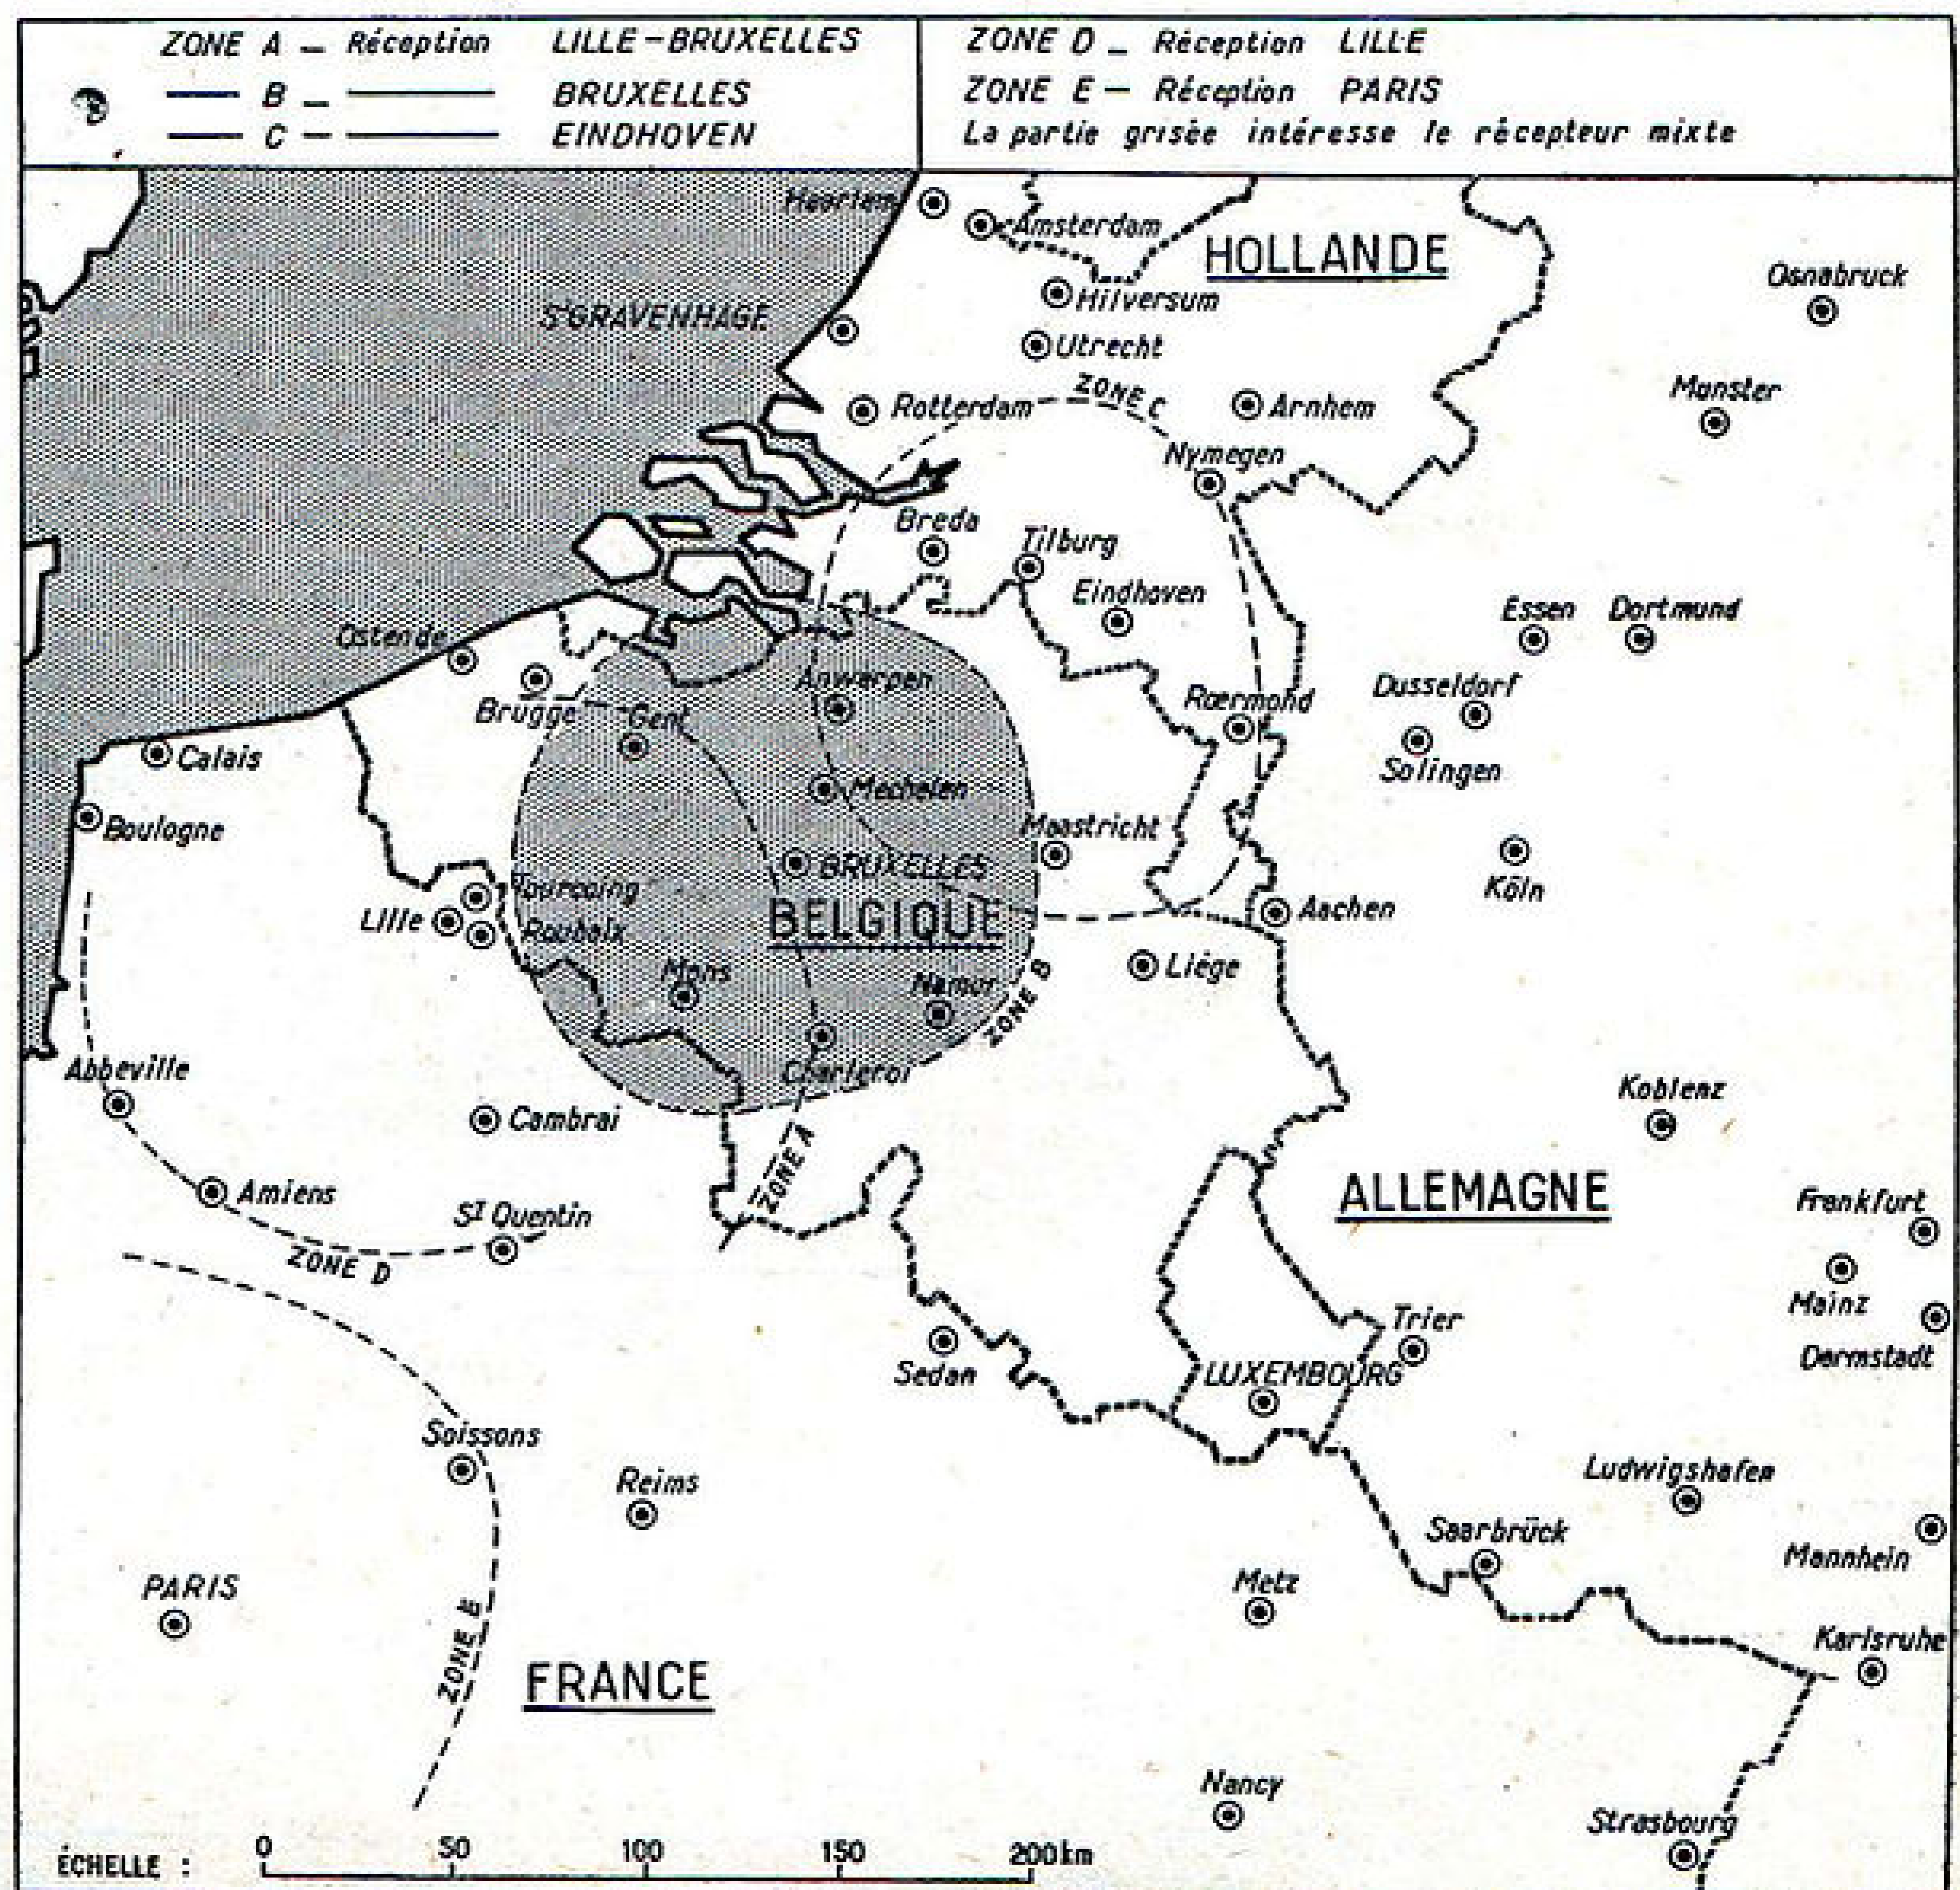 ZONE A – Réception LILLE-BRUXELLES
B – BRUXELLES
C – EINDHOVEN
ZONE D – Réception LILLE
ZONE E – Réception PARIS
La partie grisée intéresse le récepteur mixte
Haarlem
Amsterdam
HOLLANDE
Osnabruck
Hilversum
S'GRAVENHAGE
Utrecht
Munster
ZONE C
Rotterdam
Arnhem
Nymegen
Breda
Tilburg
Eindhoven
Essen
Dortmund
Ostende
Anwerpen
Dusseldorf
Rœrmond
Brugge
Gent
Calais
Solingen
Mechelen
Boulogne
Maastricht
BRUXELLES
Köln
Tourcoing
Lille
BELGIQUE
Aachen
Roubaix
Mons
Namur
Liége
ZONE B
Abbeville
Charleroi
Koblenz
Cambrai
ZONE A
Amiens
ALLEMAGNE
St Quentin
Frankfurt
ZONE D
Mainz
Trier
Sedan
LUXEMBOURG
Darmstadt
Soissons
Reims
Ludwigshafen
Saarbrück
Mannhein
PARIS
Metz
ZONE E
FRANCE
Karlsruhe
Nancy
Strasbourg
ÉCHELLE : 0 50 100 150 200km